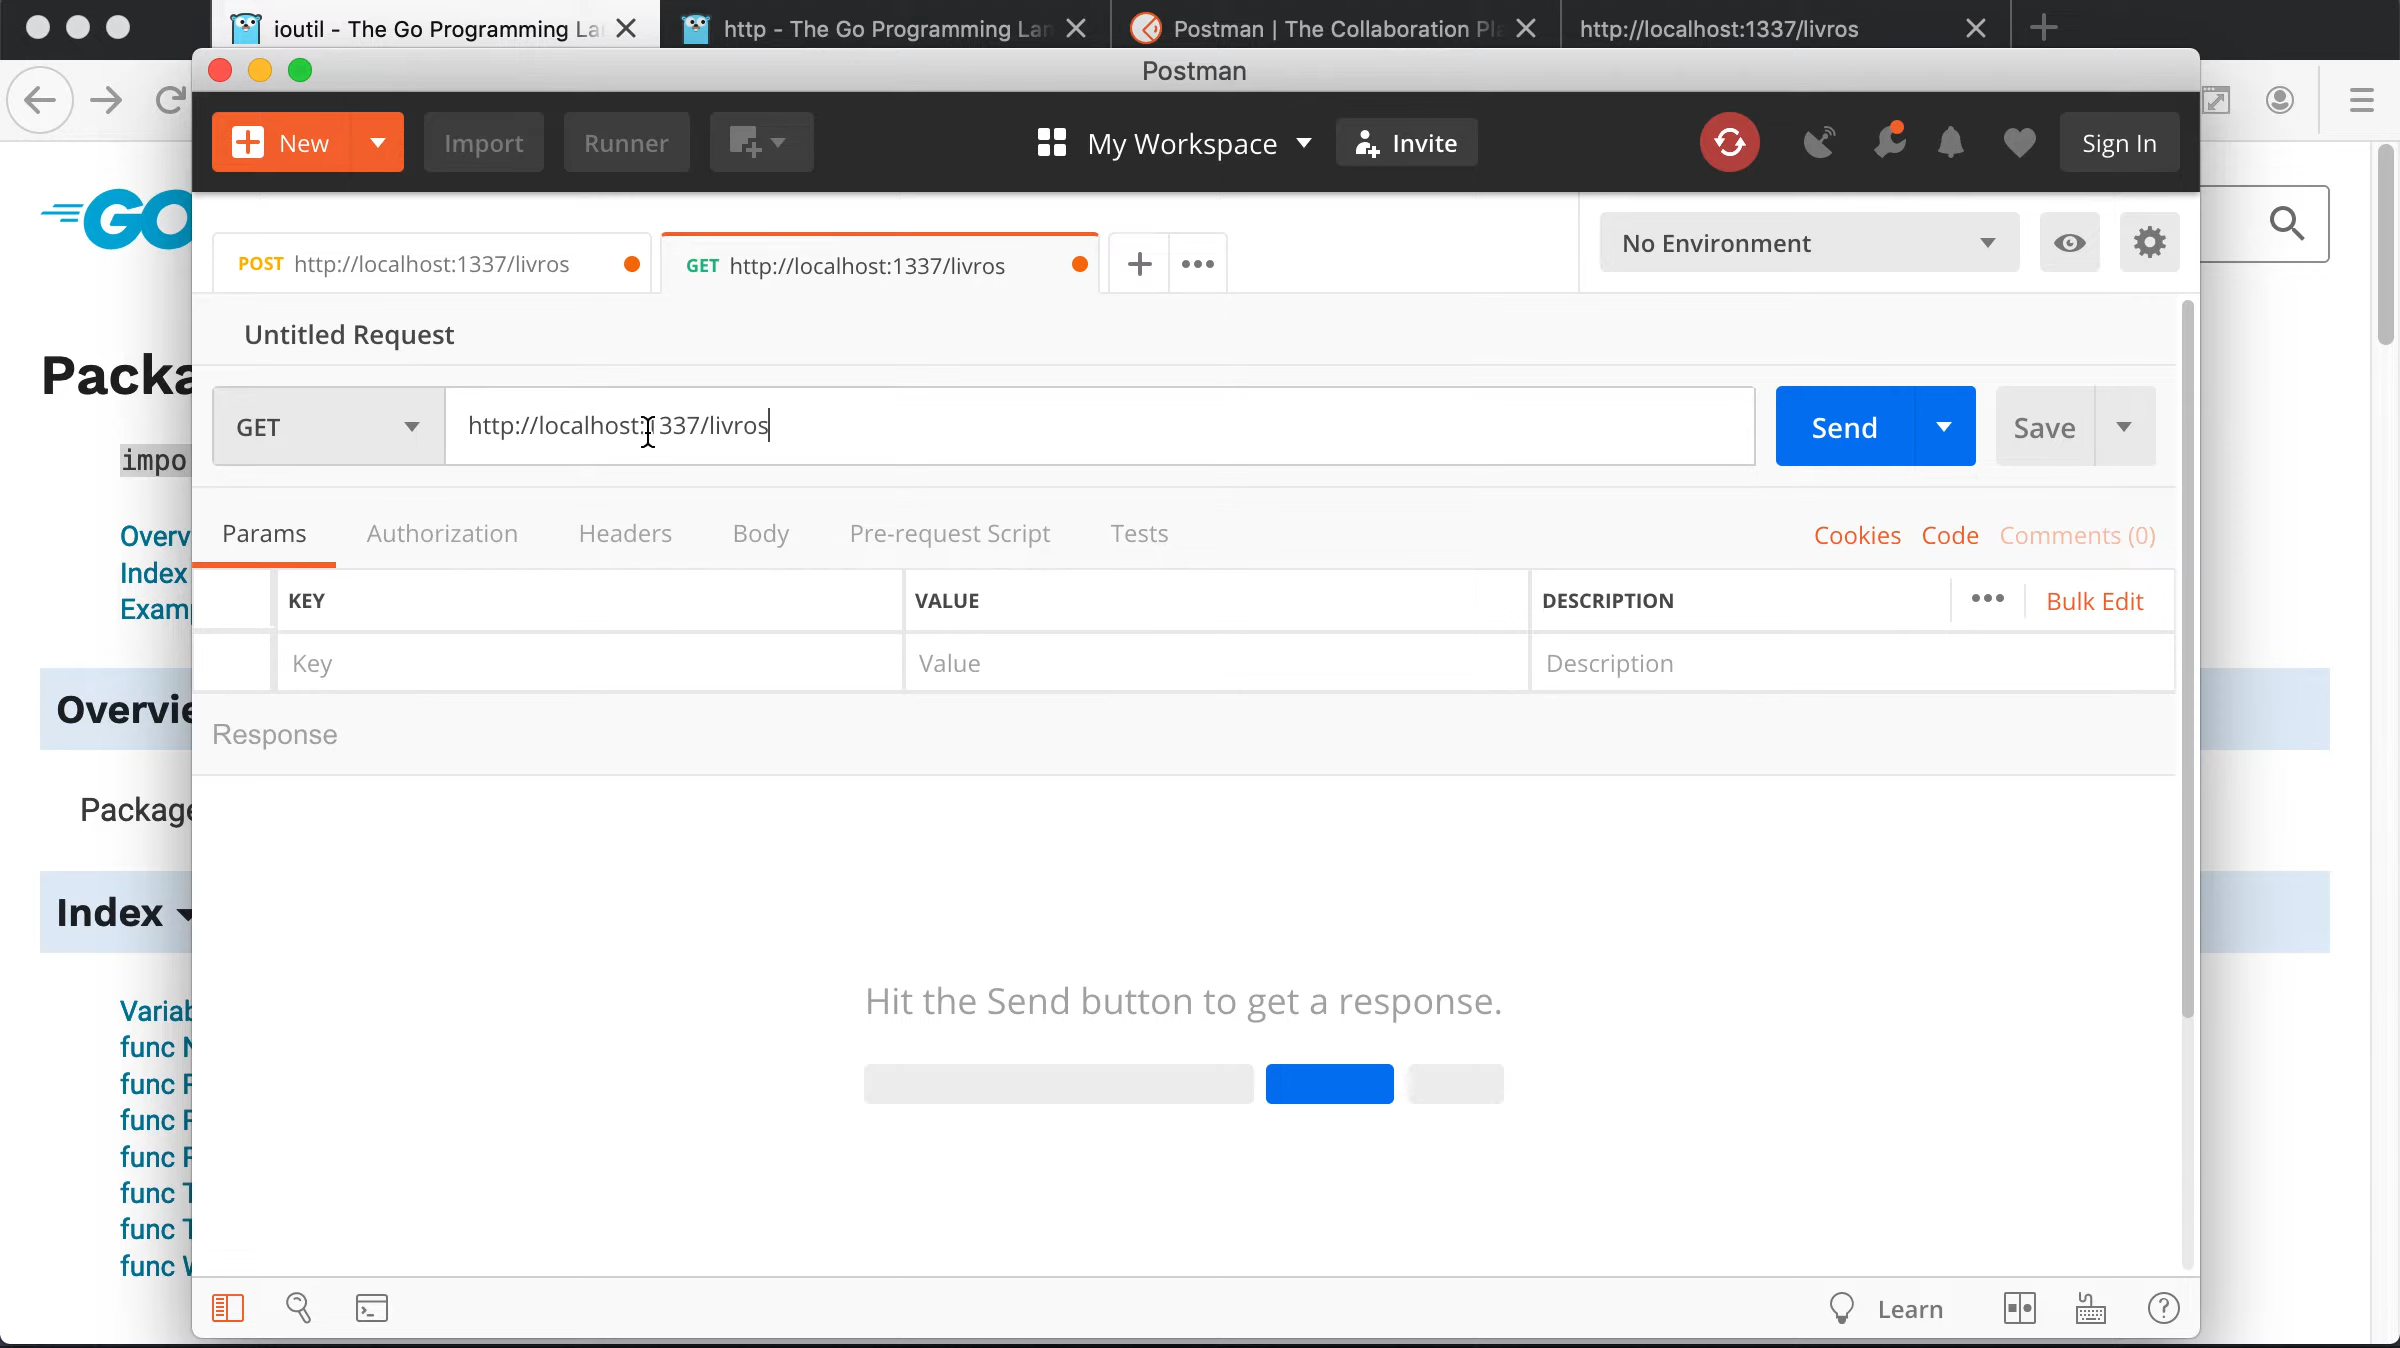 ioutil - The Go Programming La
http - The Go Programming Lan
Postman | The Collaboration Pla
http://localhost:1337/livros
Postman
New
Import
Runner
My Workspace
Invite
Sign In
GO
POST http://localhost:1337/livros
GET http://localhost:1337/livros
No Environment
Untitled Request
Packa
GET
http://localhost:1337/livros
Send
Save
impo
Params
Authorization
Headers
Body
Pre-request Script
Tests
Cookies
Code
Comments (0)
Overv
Index
Examp
KEY
VALUE
DESCRIPTION
Bulk Edit
Key
Value
Description
Overvie
Response
Package
Index
Hit the Send button to get a response.
Variab
func N
func R
func R
func R
func T
func T
func W
Learn